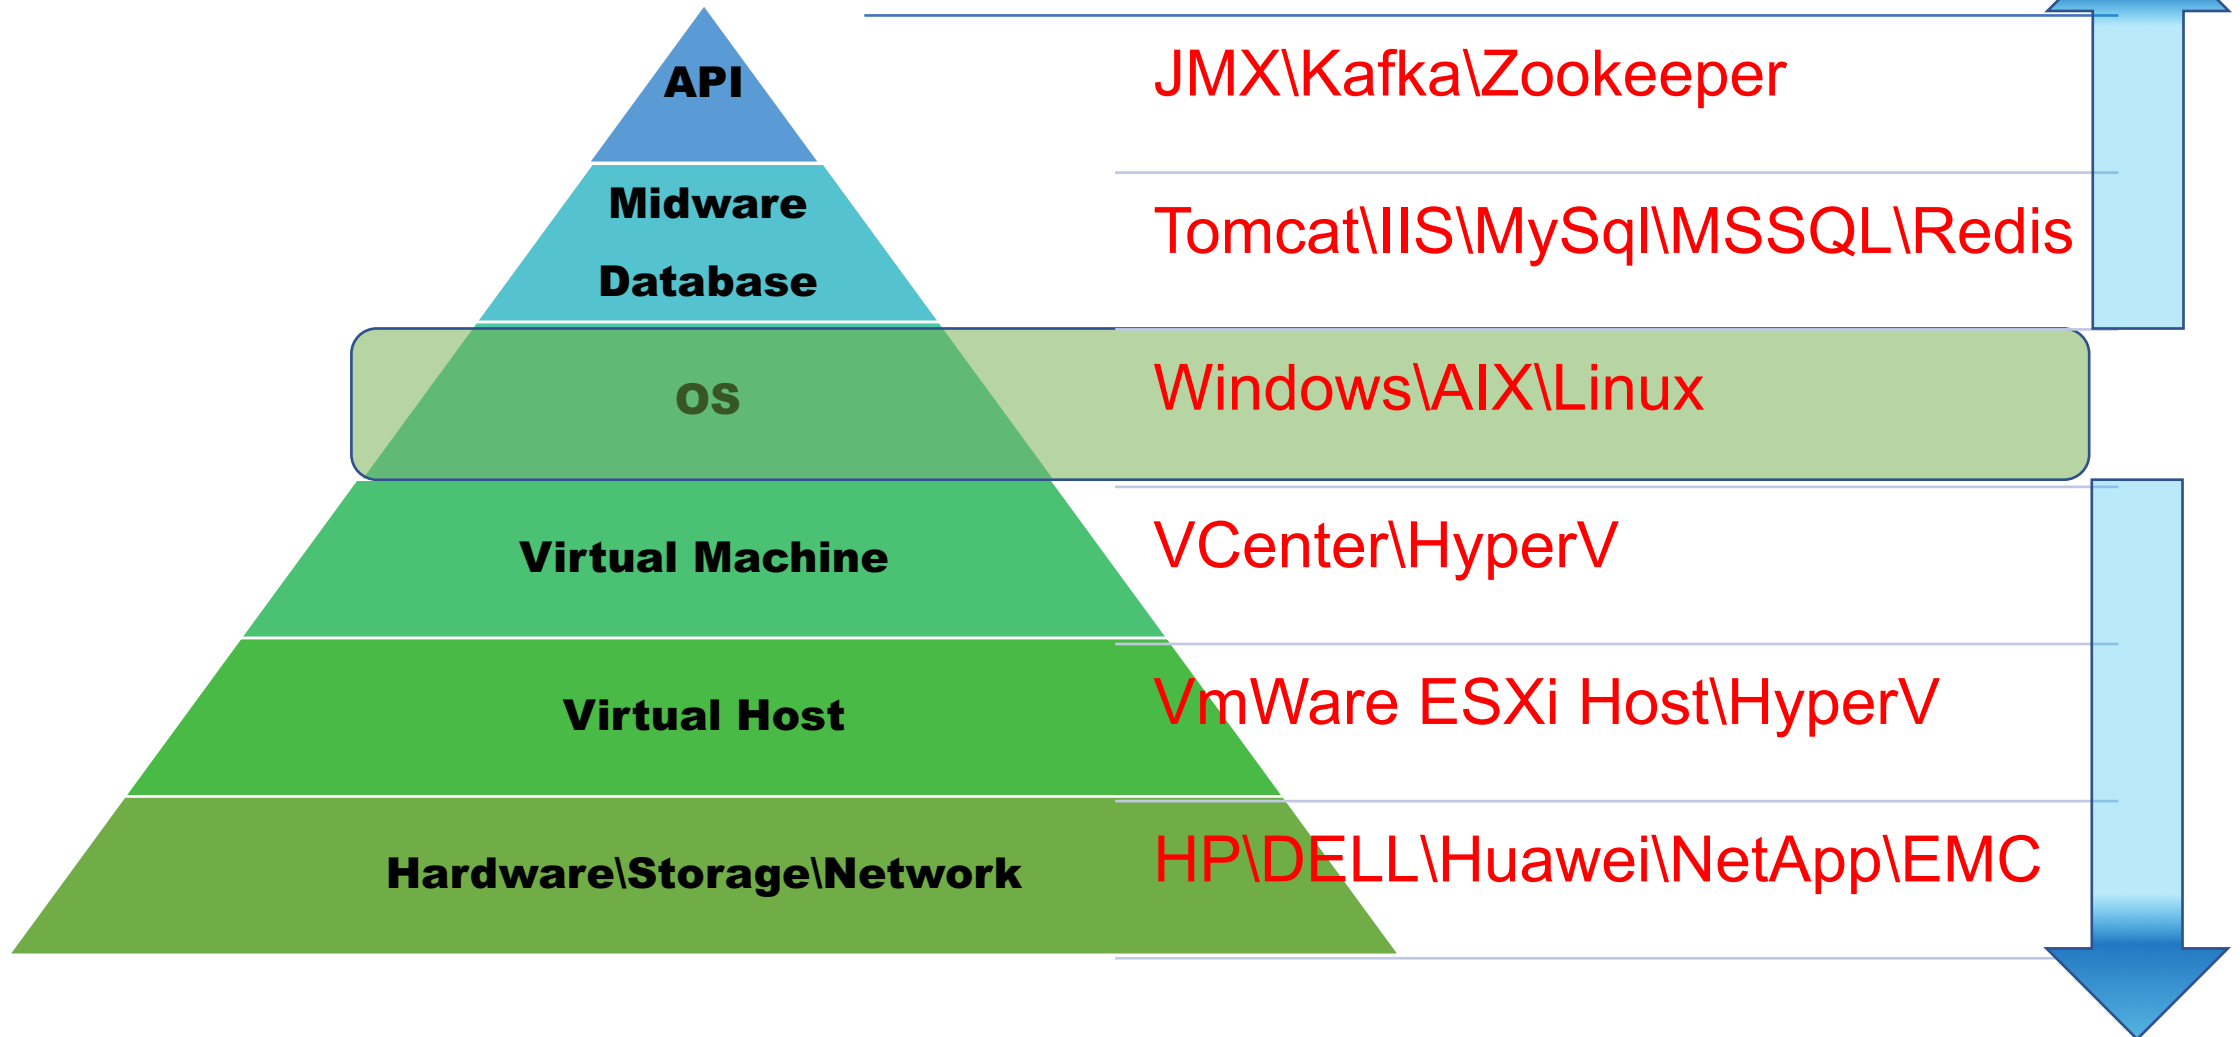 API
JMX\Kafka\Zookeeper
Midware
Database
Tomcat\IIS\MySql\MSSQL\Redis
OS
Windows\AIX\Linux
Virtual Machine
VCenter\HyperV
Virtual Host
VmWare ESXi Host\HyperV
Hardware\Storage\Network
HP\DELL\Huawei\NetApp\EMC